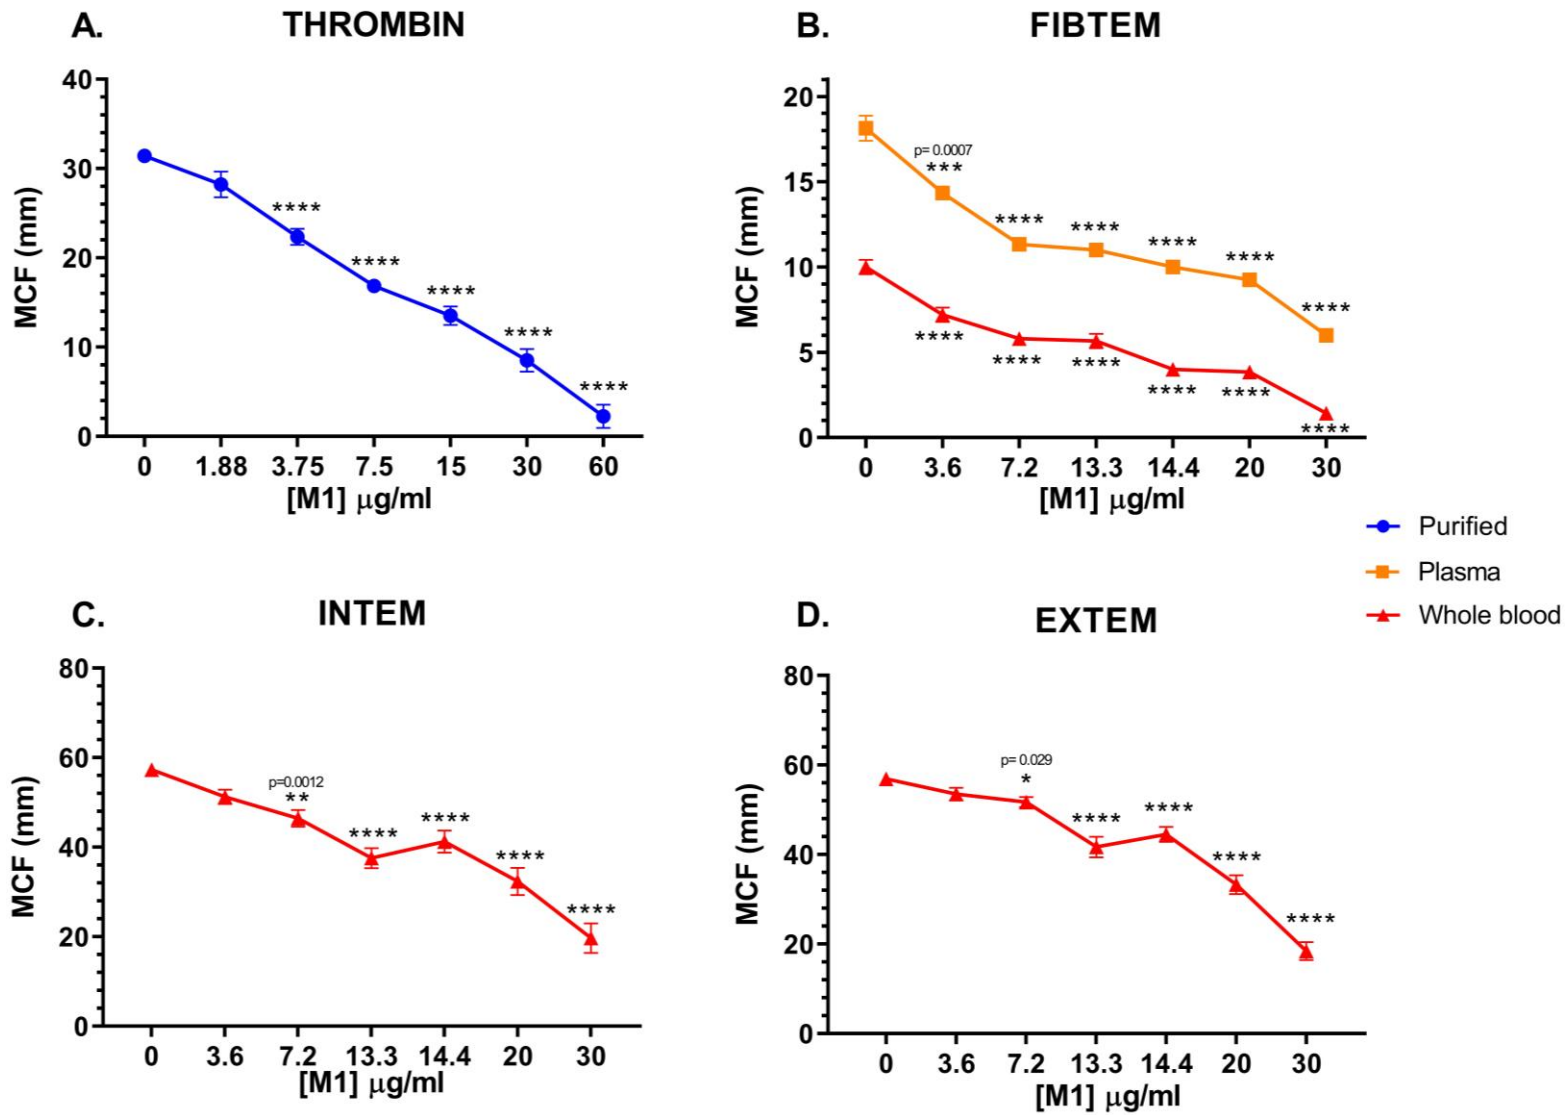 A. THROMBIN
MCF (mm)
40
30
20
10
0
****
****
****
****
****
0 1.88 3.75 7.5 15 30 60
[M1] μg/ml
B. FIBTEM
MCF (mm)
20
15
10
5
0
p= 0.0007
***
****
****
****
****
****
****
****
****
****
****
****
0 3.6 7.2 13.3 14.4 20 30
[M1] μg/ml
Purified
Plasma
Whole blood
C. INTEM
MCF (mm)
80
60
40
20
0
p=0.0012
**
****
****
****
****
0 3.6 7.2 13.3 14.4 20 30
[M1] μg/ml
D. EXTEM
MCF (mm)
80
60
40
20
0
p= 0.029
*
****
****
****
****
0 3.6 7.2 13.3 14.4 20 30
[M1] μg/ml